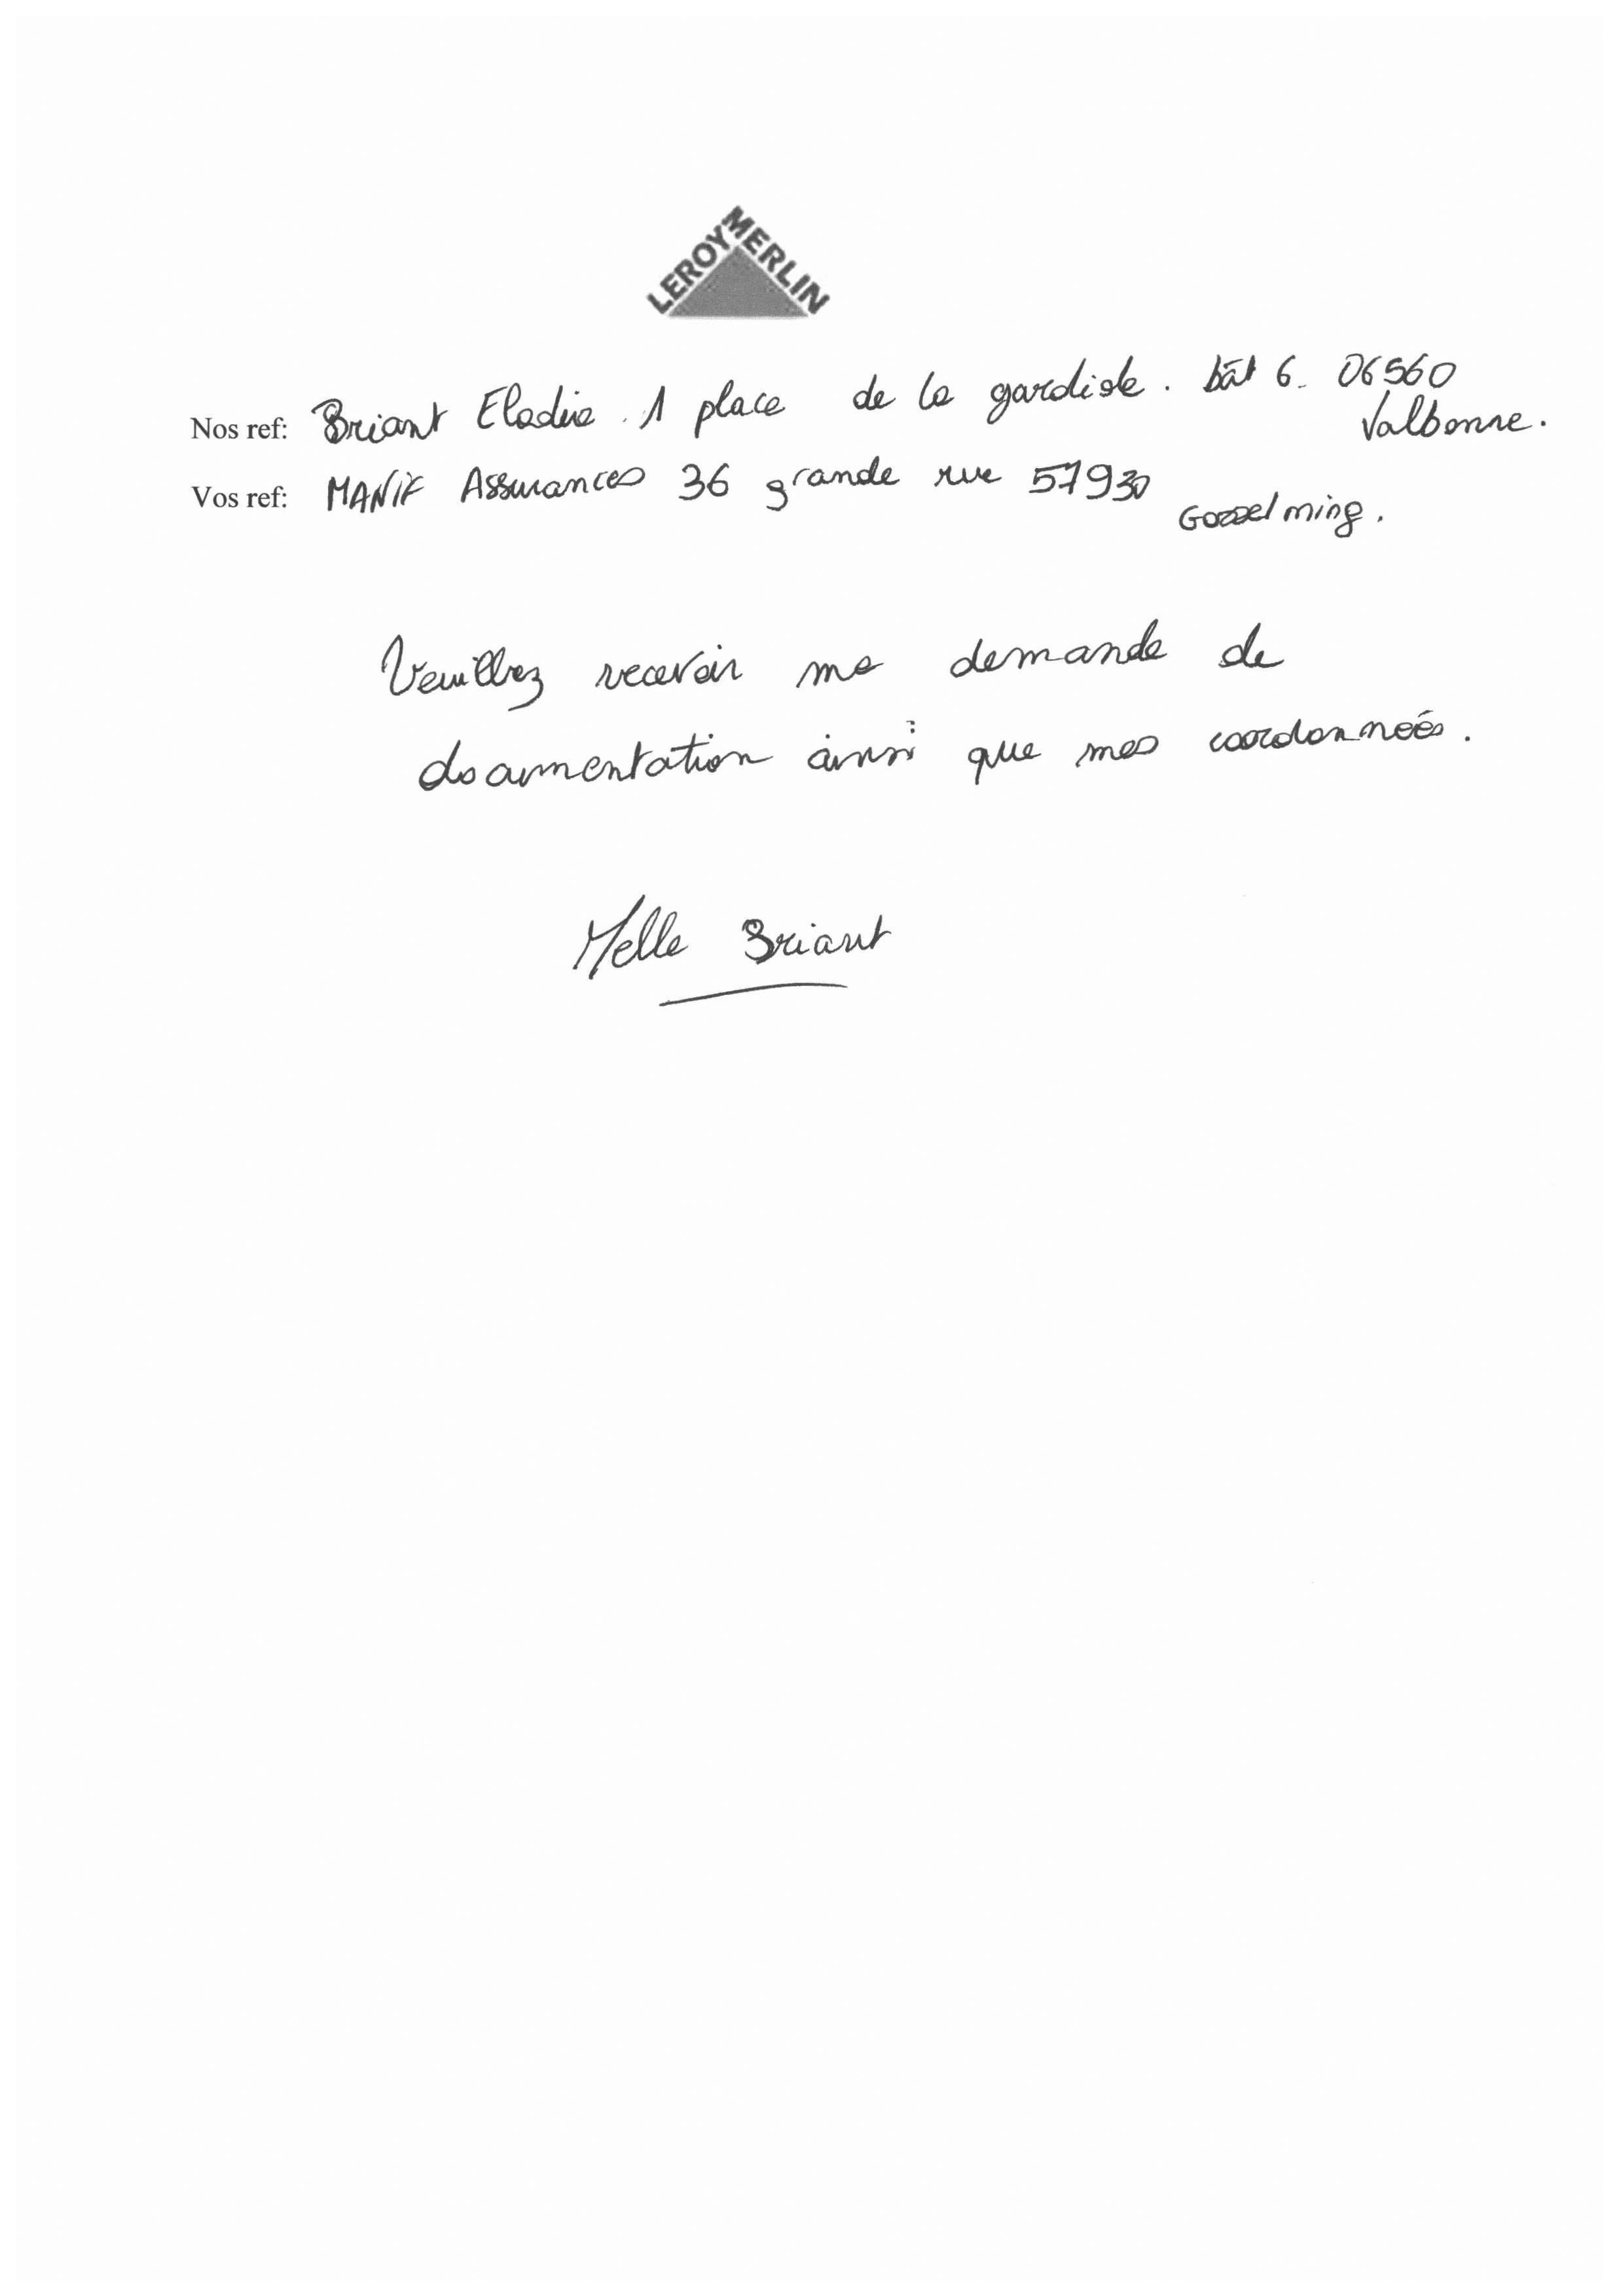 LEROY MERLIN
Nos ref: Briant Elodie. 1 place de la gardiole. bât 6. 06560
Valbonne.
Vos ref: MANIF Assurances 36 grande rue 57930
Gosselming.
Veuillez recevoir ma demande de
documentation ainsi que mes coordonnées.
Melle Briant